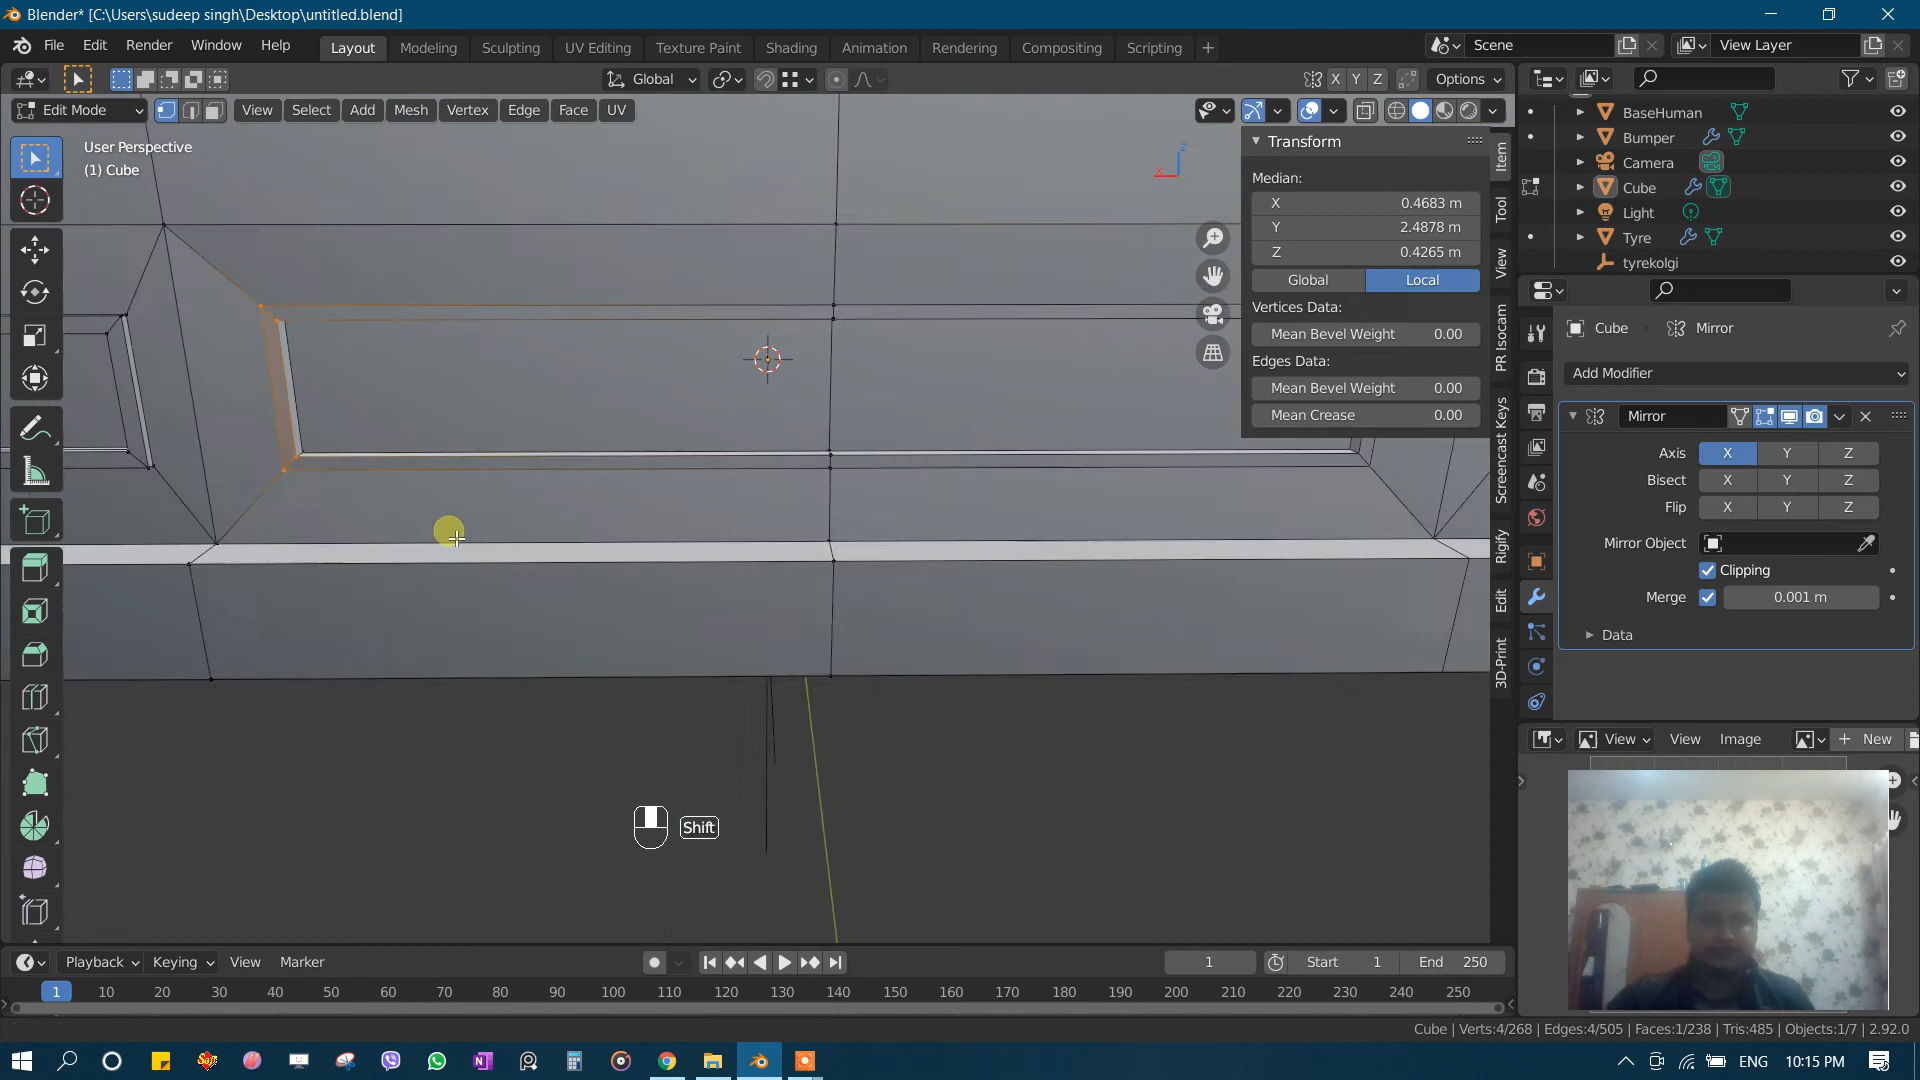 Blender* [C:\Users\sudeep singh\Desktop\untitled.blend]
File Edit Render Window Help Layout Modeling Sculpting UV Editing Texture Paint Shading Animation Rendering Compositing Scripting + Scene View Layer
Global X Y Z Options
Edit Mode View Select Add Mesh Vertex Edge Face UV
User Perspective
(1) Cube
Z
X
Transform
Median:
X 0.4683 m
Y 2.4878 m
Z 0.4265 m
Global Local
Vertices Data:
Mean Bevel Weight 0.00
Edges Data:
Mean Bevel Weight 0.00
Mean Crease 0.00
Item
Tool
View
PR Isocam
Screencast Keys
Rigify
Edit
3D-Print
BaseHuman
Bumper
Camera
Cube
Light
Tyre
tyrekolgi
Cube Mirror
Add Modifier
Mirror
Axis X Y Z
Bisect X Y Z
Flip X Y Z
Mirror Object
Clipping
Merge 0.001 m
Data
View View Image + New
Shift
Playback Keying View Marker 1 Start 1 End 250
1 10 20 30 40 50 60 70 80 90 100 110 120 130 140 150 160 170 180 190 200 210 220 230 240 250
Cube | Verts:4/268 | Edges:4/505 | Faces:1/238 | Tris:485 | Objects:1/7 | 2.92.0
ENG 10:15 PM